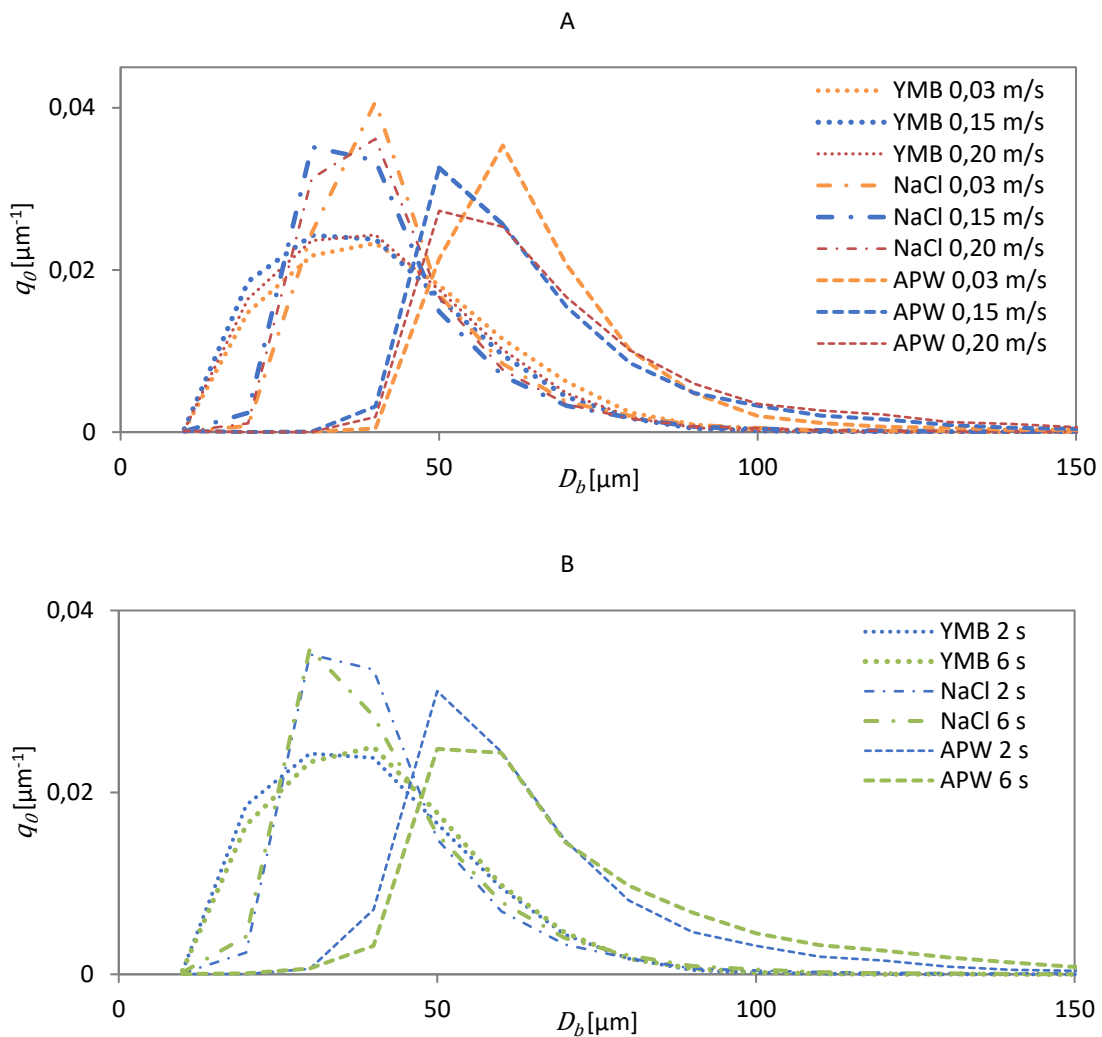 A
0,04
0,02
0
q0 [µm-1]
0
50
100
150
Db [µm]
YMB 0,03 m/s
YMB 0,15 m/s
YMB 0,20 m/s
NaCl 0,03 m/s
NaCl 0,15 m/s
NaCl 0,20 m/s
APW 0,03 m/s
APW 0,15 m/s
APW 0,20 m/s
B
0,04
0,02
0
q0 [µm-1]
0
50
100
150
Db [µm]
YMB 2 s
YMB 6 s
NaCl 2 s
NaCl 6 s
APW 2 s
APW 6 s